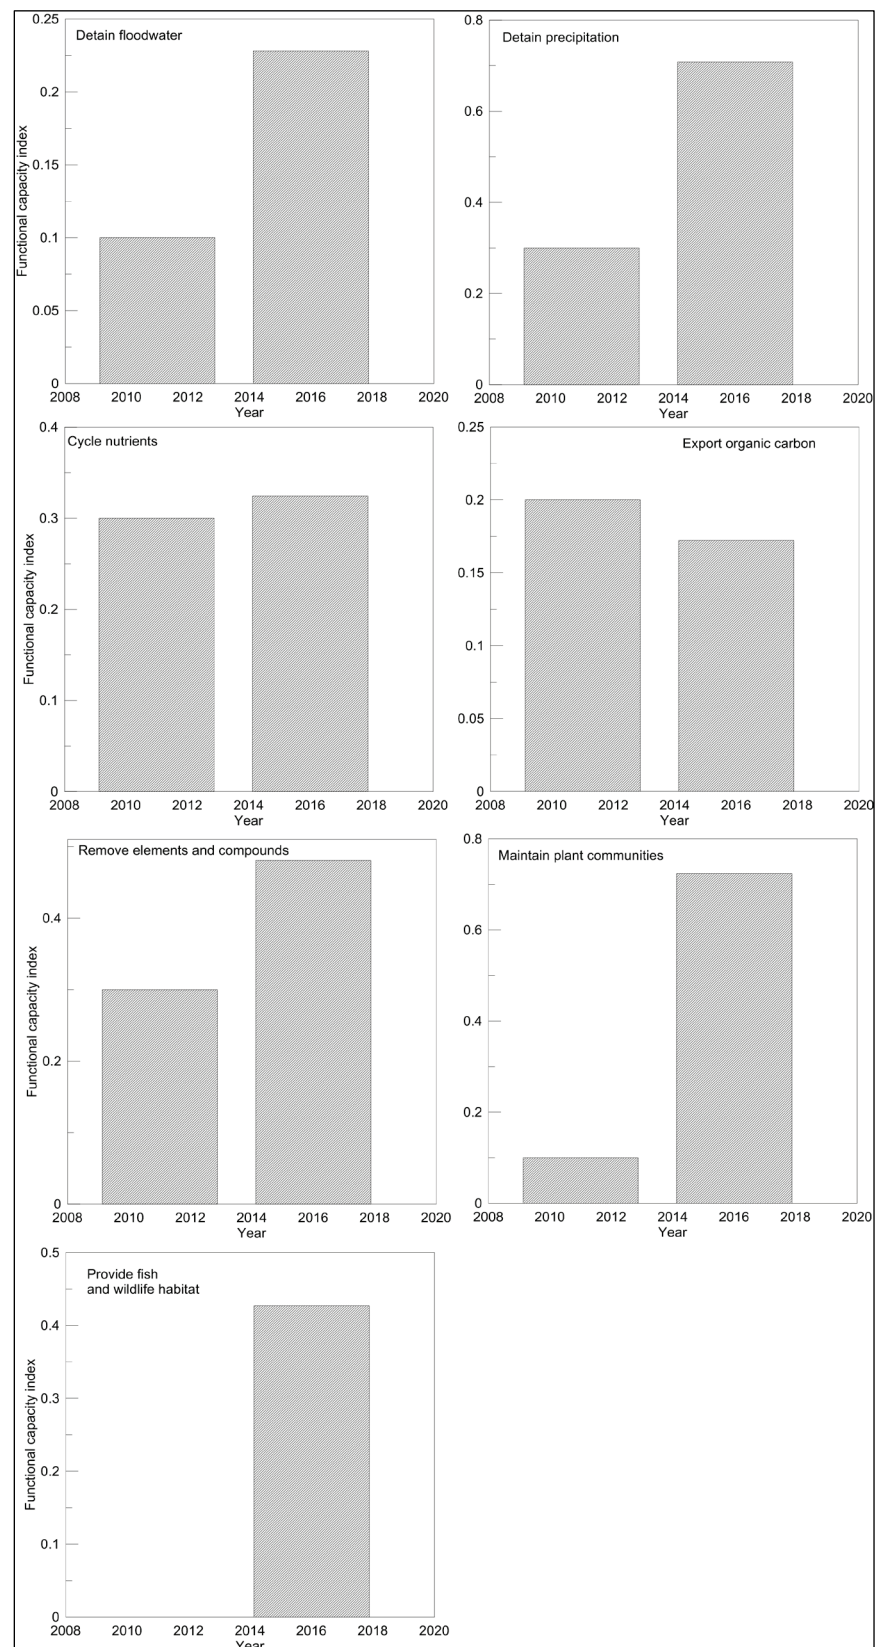 Detain floodwater
Functional capacity index
0.25
0.2
0.15
0.1
0.05
0
2008 2010 2012 2014 2016 2018 2020
Year
Detain precipitation
0.8
0.6
0.4
0.2
0
2008 2010 2012 2014 2016 2018 2020
Year
Cycle nutrients
Functional capacity index
0.4
0.3
0.2
0.1
0
2008 2010 2012 2014 2016 2018 2020
Year
Export organic carbon
0.25
0.2
0.15
0.1
0.05
0
2008 2010 2012 2014 2016 2018 2020
Year
Remove elements and compounds
Functional capacity index
0.4
0.2
0
2008 2010 2012 2014 2016 2018 2020
Year
Maintain plant communities
0.8
0.6
0.4
0.2
0
2008 2010 2012 2014 2016 2018 2020
Year
Provide fish
and wildlife habitat
Functional capacity index
0.5
0.4
0.3
0.2
0.1
0
2008 2010 2012 2014 2016 2018 2020
Year